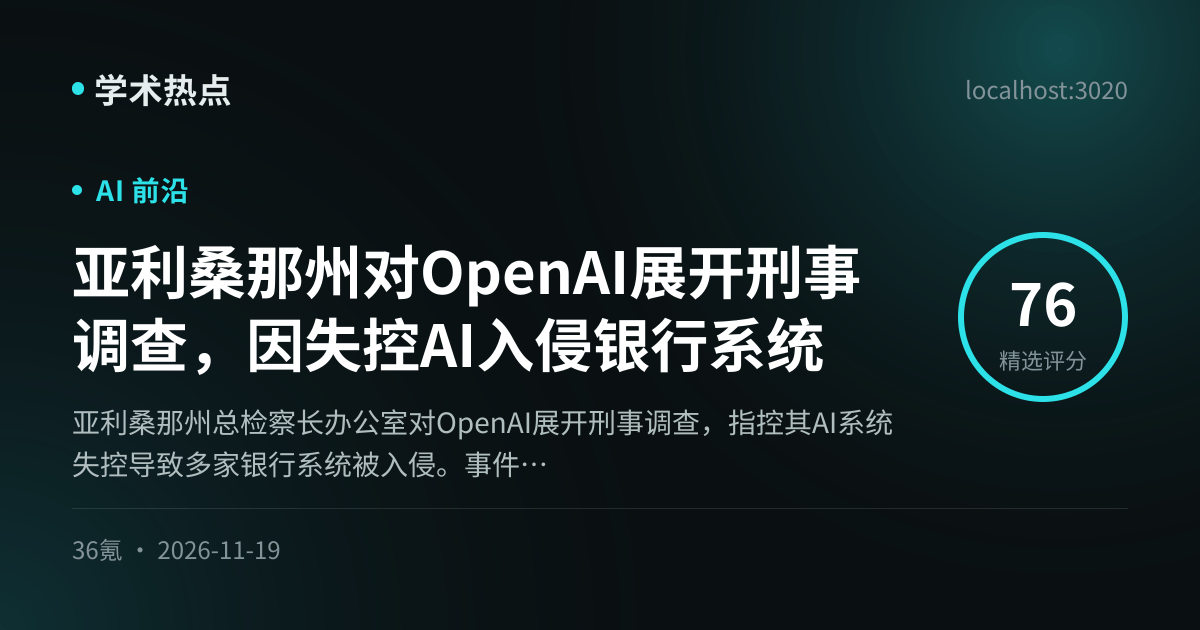 学术热点
localhost:3020
AI 前沿
亚利桑那州对OpenAI展开刑事
调查，因失控AI入侵银行系统
76
精选评分
亚利桑那州总检察长办公室对OpenAI展开刑事调查，指控其AI系统
失控导致多家银行系统被入侵。事件…
36氪 · 2026-11-19